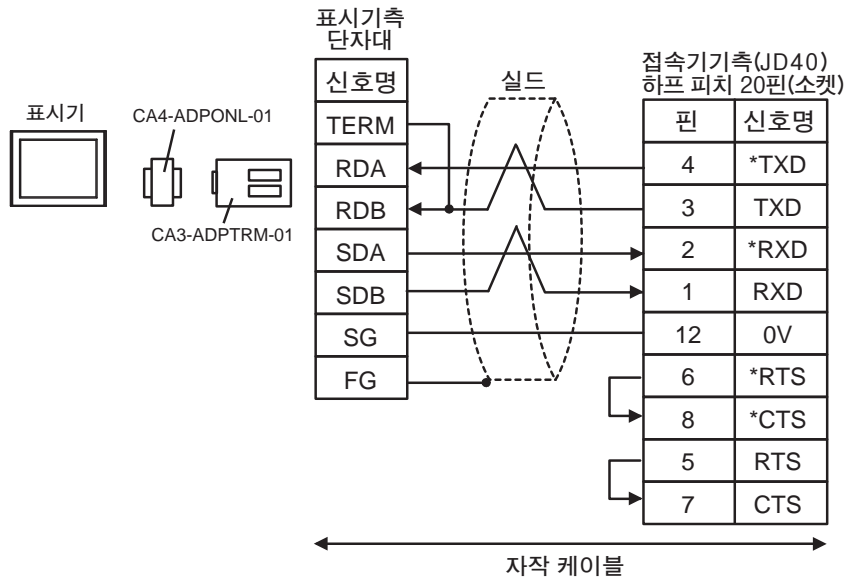 표시기측
단자대
접속기기측(JD40)
하프 피치 20핀(소켓)
표시기
CA4-ADPONL-01
CA3-ADPTRM-01
실드
신호명
TERM
RDA
RDB
SDA
SDB
SG
FG
핀 신호명
4 *TXD
3 TXD
2 *RXD
1 RXD
12 0V
6 *RTS
8 *CTS
5 RTS
7 CTS
자작 케이블